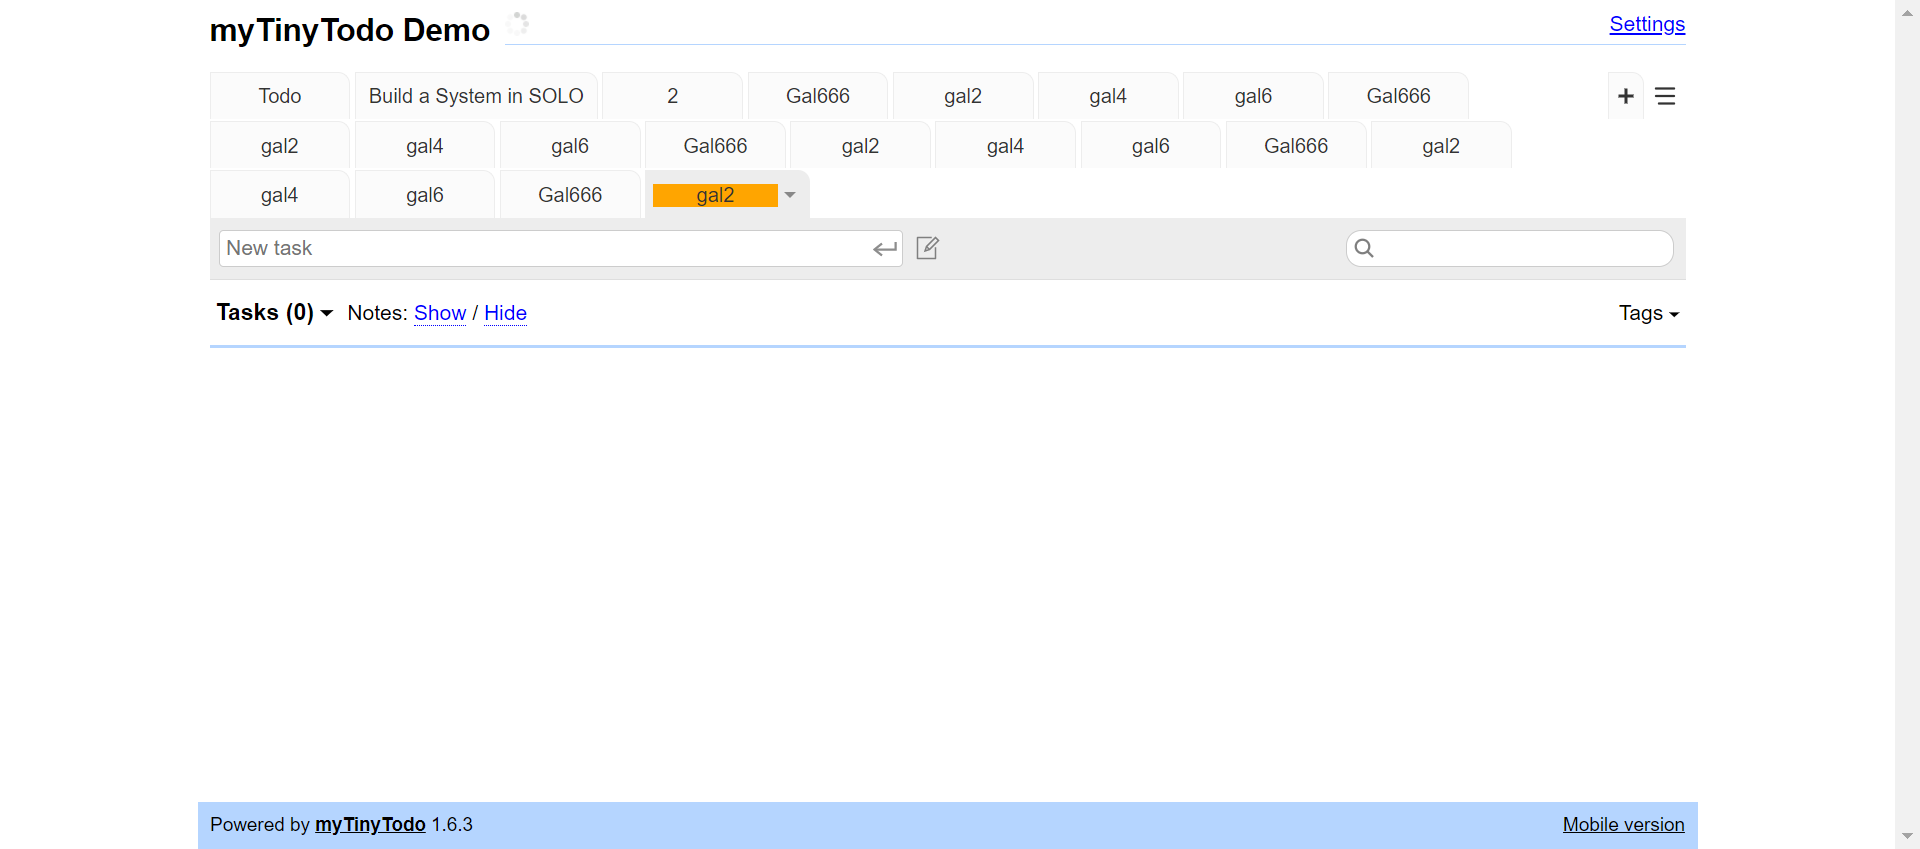 myTinyTodo Demo Settings
Todo Build a System in SOLO 2 Gal666 gal2 gal4 gal6 Gal666 +
gal2 gal4 gal6 Gal666 gal2 gal4 gal6 Gal666 gal2
gal4 gal6 Gal666 gal2
New task
Tasks (0) Notes: Show / Hide Tags
Powered by myTinyTodo 1.6.3 Mobile version